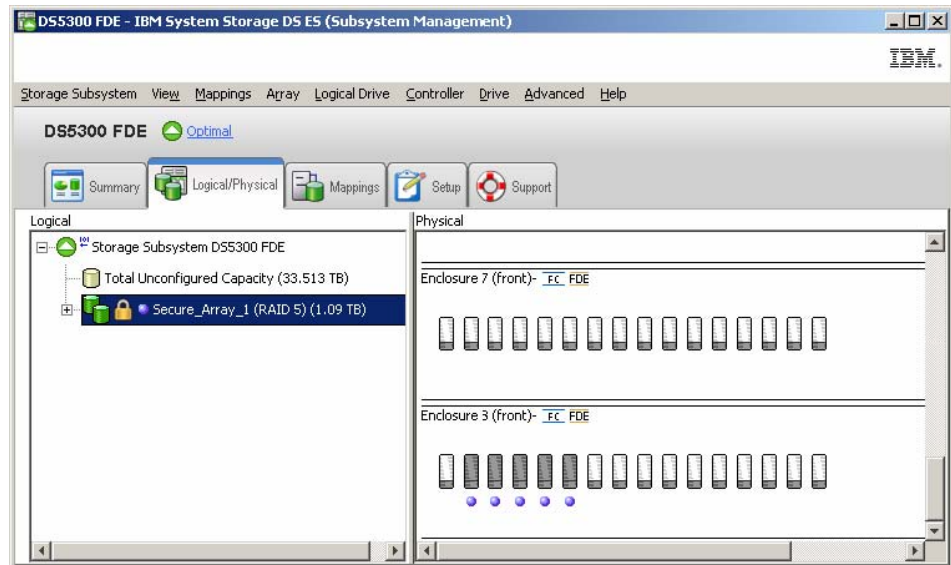 DS5300 FDE - IBM System Storage DS ES (Subsystem Management)
IBM.
Storage Subsystem View Mappings Array Logical Drive Controller Drive Advanced Help
DS5300 FDE Optimal
Summary Logical/Physical Mappings Setup Support
Logical
Storage Subsystem DS5300 FDE
Total Unconfigured Capacity (33.513 TB)
Secure_Array_1 (RAID 5) (1.09 TB)
Physical
Enclosure 7 (front)- FC FDE
Enclosure 3 (front)- FC FDE